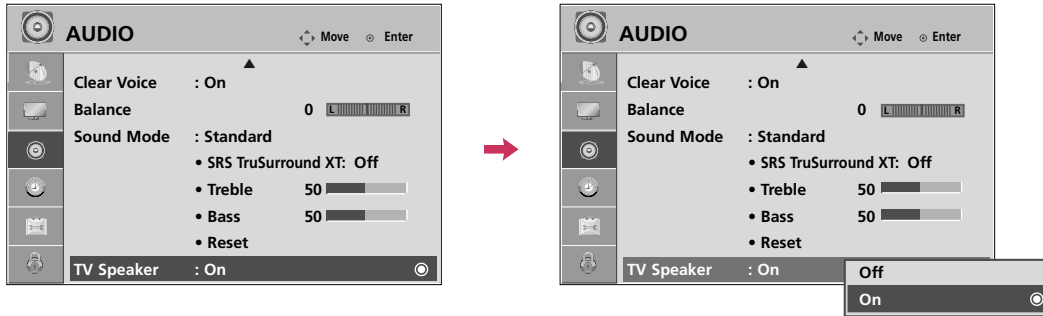 AUDIO
Move
Enter
Clear Voice : On
Balance 0 L R
Sound Mode : Standard
• SRS TruSurround XT: Off
• Treble 50
• Bass 50
• Reset
TV Speaker : On
AUDIO
Move
Enter
Clear Voice : On
Balance 0 L R
Sound Mode : Standard
• SRS TruSurround XT: Off
• Treble 50
• Bass 50
• Reset
TV Speaker : On
Off
On